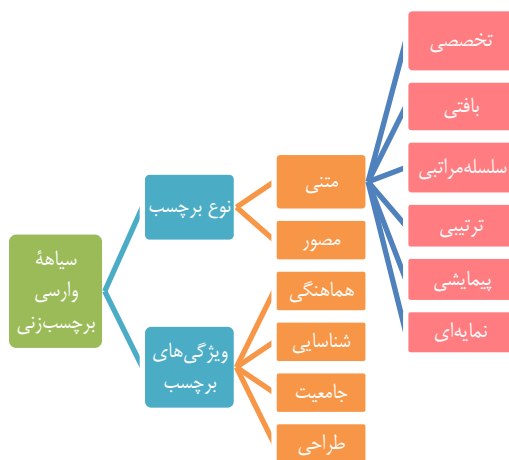 سیاههٔ
وارسی
برچسب‌زنی
نوع برچسب
ویژگی‌های
برچسب
متنی
مصور
هماهنگی
شناسایی
جامعیت
طراحی
تخصصی
بافتی
سلسله‌مراتبی
ترتیبی
پیمایشی
نمایه‌ای